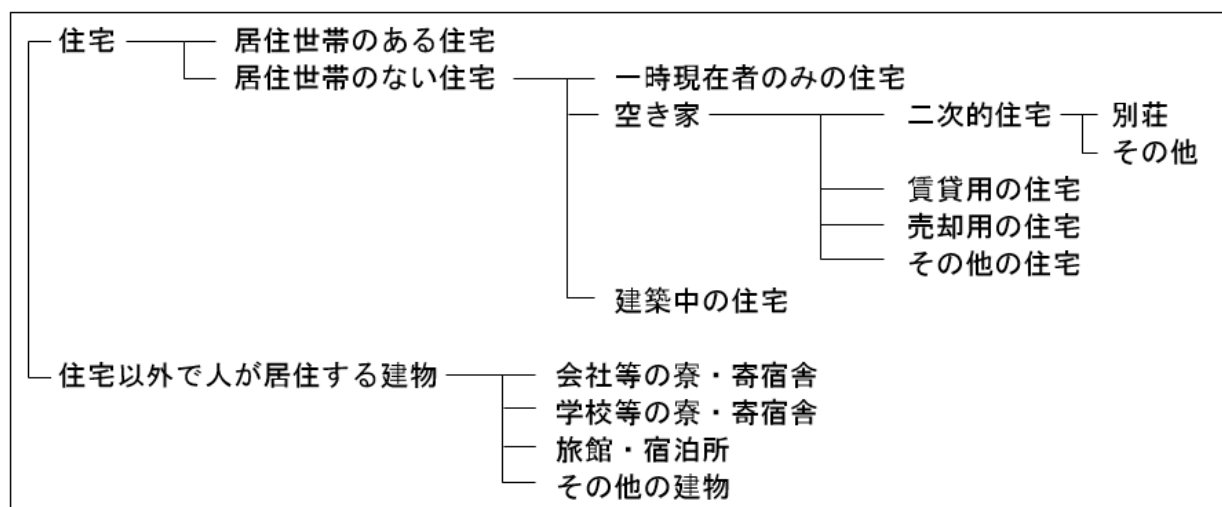 住宅 居住世帯のある住宅
居住世帯のない住宅 一時現在者のみの住宅
空き家 二次的住宅 別荘
その他
賃貸用の住宅
売却用の住宅
その他の住宅
建築中の住宅
住宅以外で人が居住する建物 会社等の寮・寄宿舎
学校等の寮・寄宿舎
旅館・宿泊所
その他の建物